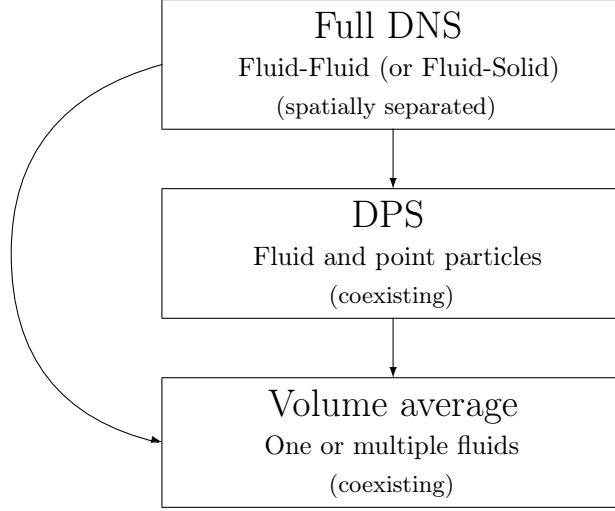 Full DNS
Fluid-Fluid (or Fluid-Solid)
(spatially separated)
DPS
Fluid and point particles
(coexisting)
Volume average
One or multiple fluids
(coexisting)